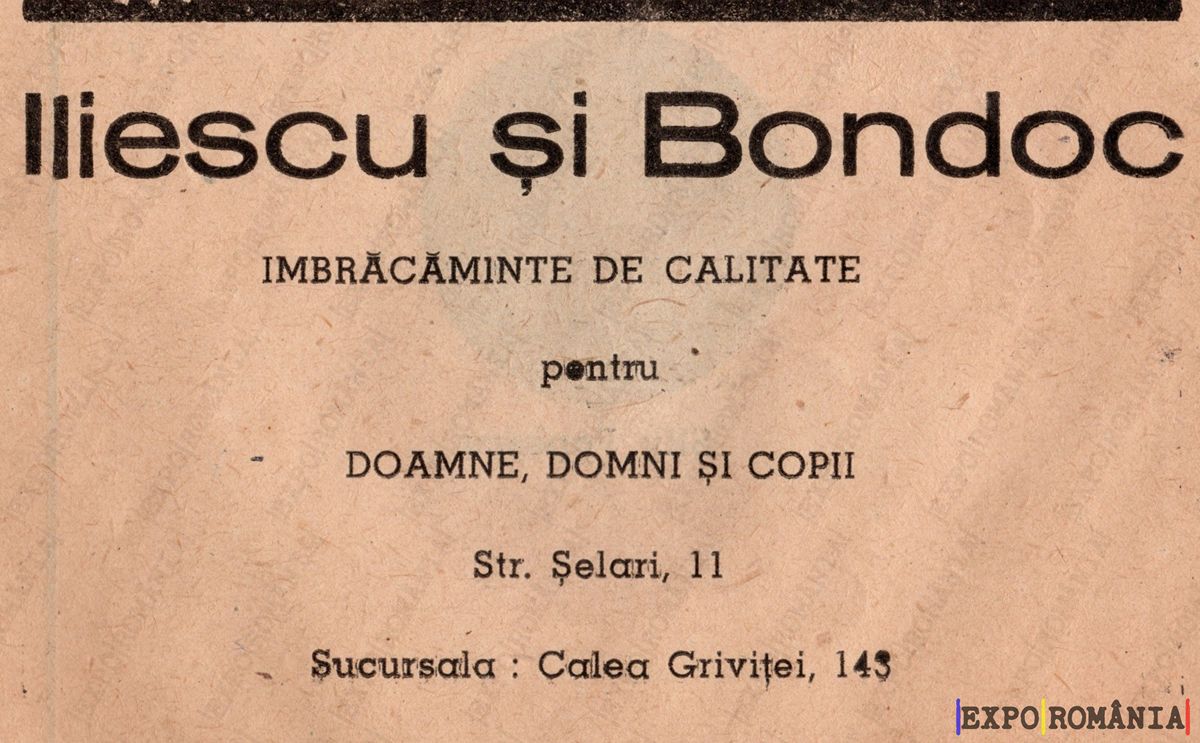 Iliescu și Bondoc
IMBRĂCĂMINTE DE CALITATE
pentru
DOAMNE, DOMNI ȘI COPII
Str. Șelari, 11
Sucursala : Calea Griviței, 143
EXPO ROMÂNIA